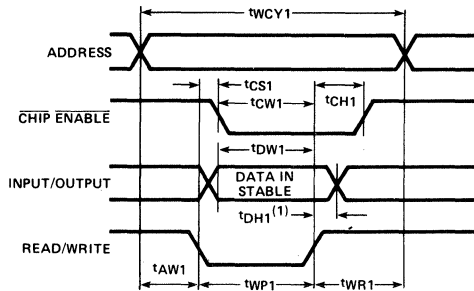 tWCY1
ADDRESS
tCS1
CHIP ENABLE
tCW1
tCH1
tDW1
INPUT/OUTPUT
DATA IN
STABLE
tDH1(1)
READ/WRITE
tAW1
tWP1
tWR1